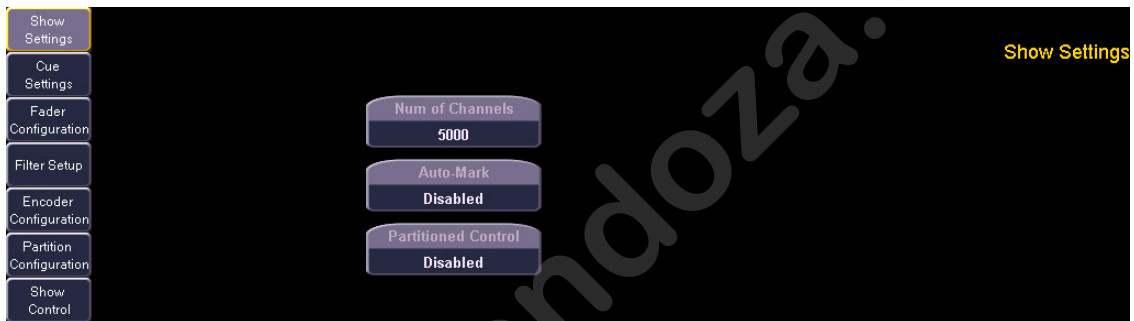 Show
Settings
Cue
Settings
Fader
Configuration
Filter Setup
Encoder
Configuration
Partition
Configuration
Show
Control
Num of Channels
5000
Auto-Mark
Disabled
Partitioned Control
Disabled
Show Settings
ndoza.